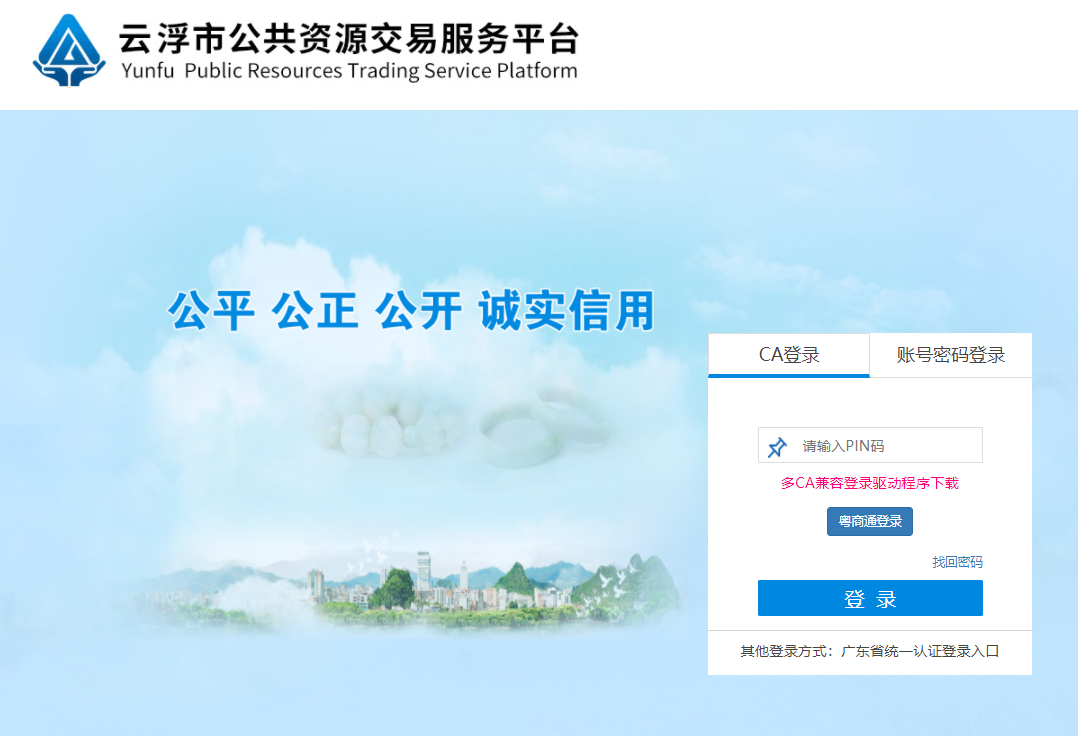 云浮市公共资源交易服务平台
Yunfu Public Resources Trading Service Platform
公平 公正 公开 诚实信用
CA登录 账号密码登录
请输入PIN码
多CA兼容登录驱动程序下载
粤商通登录
找回密码
登 录
其他登录方式：广东省统一认证登录入口